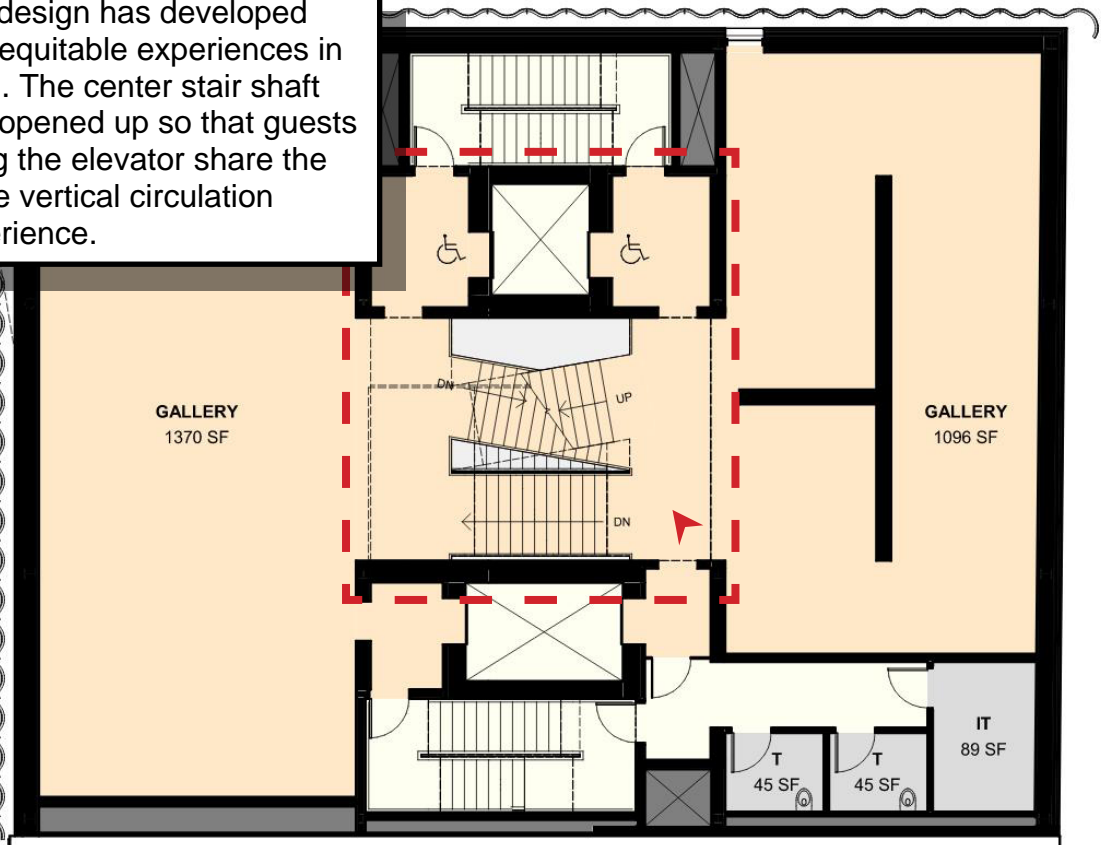 design has developed
equitable experiences in
. The center stair shaft
opened up so that guests
g the elevator share the
e vertical circulation
erience.
GALLERY
1370 SF
DN
UP
DN
GALLERY
1096 SF
IT
89 SF
T
45 SF
T
45 SF